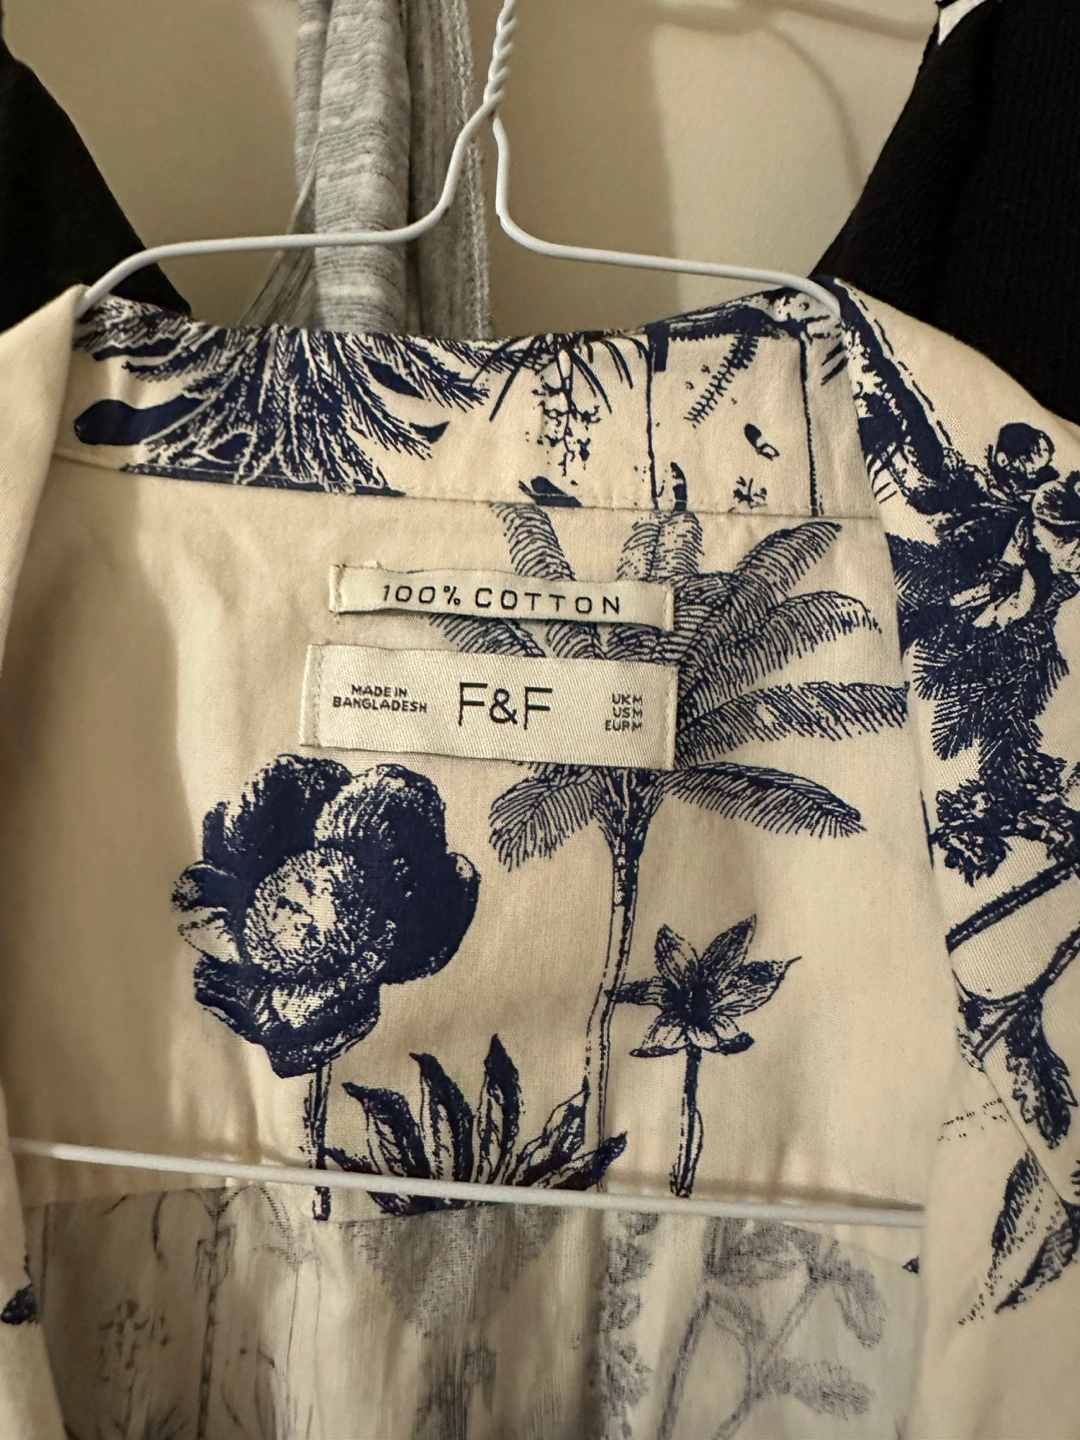 100% COTTON
MADE IN
BANGLADESH
F&F
UK M
US M
EUR M